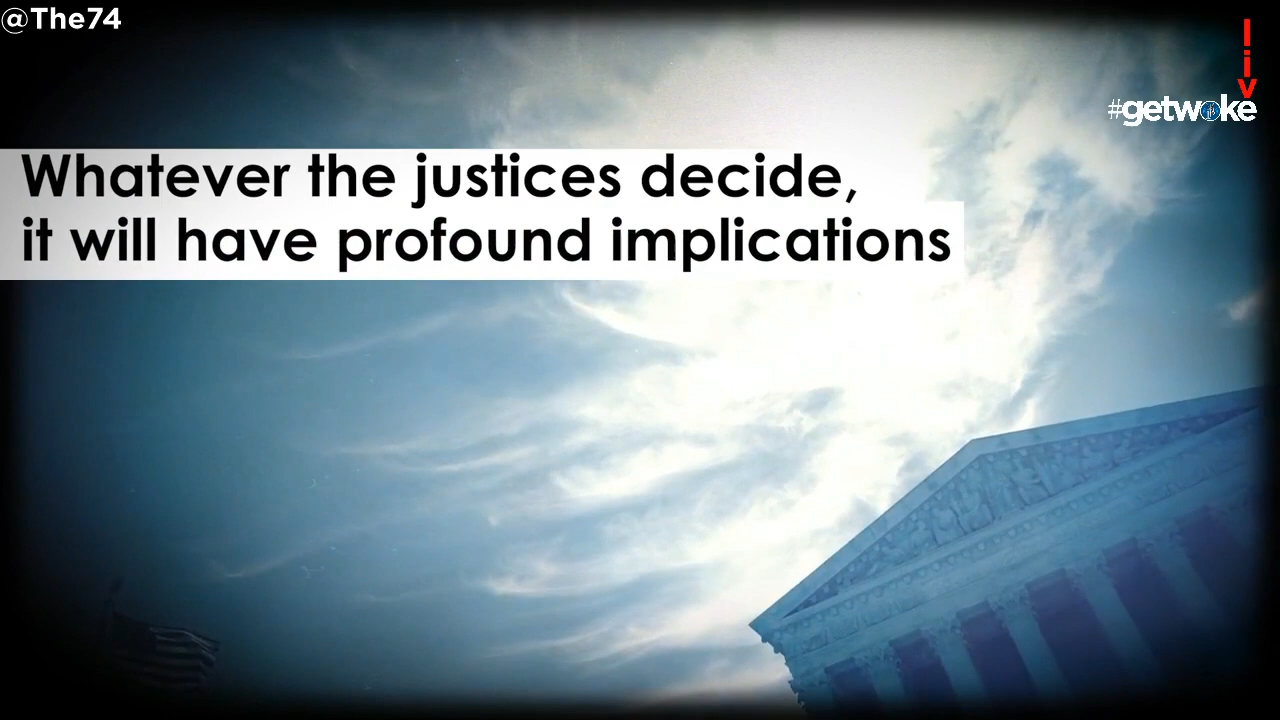 @The74
#getwoke
Whatever the justices decide,
it will have profound implications